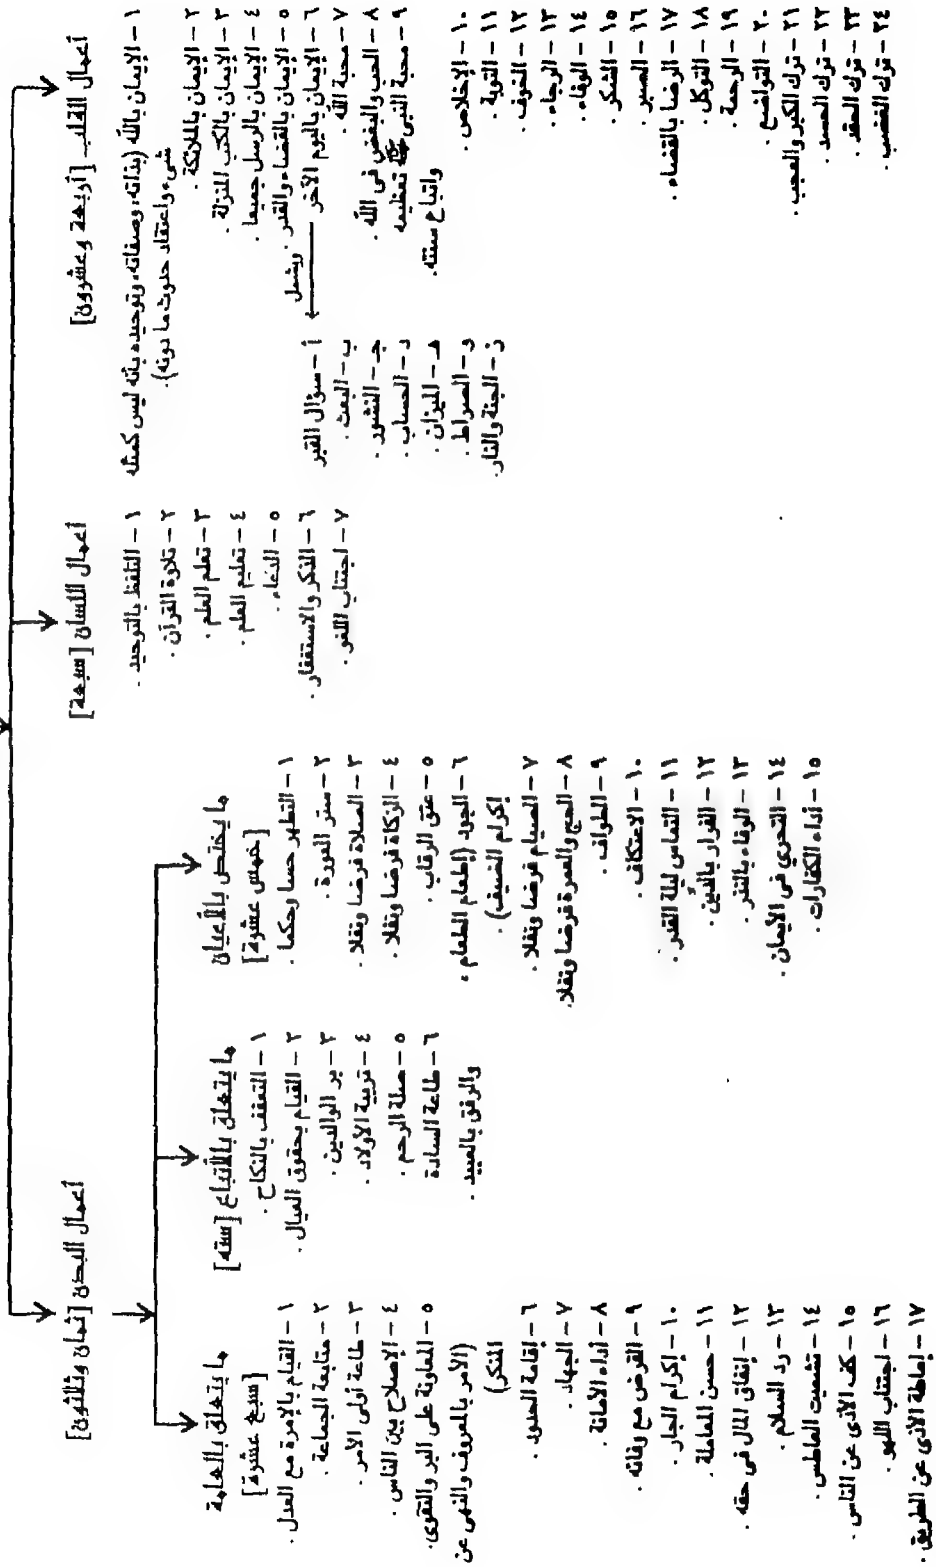 أعمال القلب [أربعة وعشرون]
١ - الإيمان بالله (بذاته، وصفاته، وتوحيده بأنه ليس كمثله
شىء واعتقاد حدوث ما دونه).
٢ - الإيمان بالملائكة .
٣ - الإيمان بالكتب المنزلة .
٤ - الإيمان بالرسل جميعا .
٥ - الإيمان بالقضاء والقدر .
٦ - الإيمان باليوم الآخر
ويشمل
أ - سؤال القبر
ب - البعث .
جـ - النشور .
د - الحساب .
هـ - الميزان .
و - الصراط .
ز - الجنة والنار.
٧ - محبة الله .
٨ - الحب والبغض فى الله .
٩ - محبة النبى ﷺ تعظيمه
واتباع سنته.
١٠ - الإخلاص .
١١ - التوبة .
١٢ - الخوف .
١٣ - الرجاء .
١٤ - الوفاء .
١٥ - الشكر .
١٦ - الصبر .
١٧ - الرضا بالقضاء .
١٨ - التوكل .
١٩ - الرحمة .
٢٠ - التواضع .
٢١ - ترك الكبر والعجب .
٢٢ - ترك الحسد .
٢٣ - ترك الحقد .
٢٤ - ترك الغضب .
أعمال اللسان [سبعة]
١ - التلفظ بالتوحيد .
٢ - تلاوة القرآن .
٣ - تعلم العلم .
٤ - تعليم العلم .
٥ - الدعاء .
٦ - الذكر والاستغفار .
٧ - اجتناب اللغو .
أعمال البدن [ثمان وثلاثون]
ما يختص بالأعيان
[خمس عشرة]
١ - التطهر حسا وحكما .
٢ - ستر العورة .
٣ - الصلاة فرضا ونفلا .
٤ - الزكاة فرضا ونفلا .
٥ - عتق الرقاب .
٦ - الجود (إطعام الطعام ،
إكرام الضيف) .
٧ - الصيام فرضا ونفلا .
٨ - الحج والعمرة فرضا ونفلا.
٩ - الطواف .
١٠ - الاعتكاف .
١١ - التماس ليلة القدر .
١٢ - الفرار بالدِّين .
١٣ - الوفاء بالنذر .
١٤ - التحرى فى الأيمان .
١٥ - أداء الكفارات .
ما يتعلق بالأتباع [سته]
١ - التعفف بالنكاح .
٢ - القيام بحقوق العيال .
٣ - بر الوالدين .
٤ - تربية الأولاد .
٥ - صلة الرحم .
٦ - طاعة السادة
والرفق بالعبيد .
ما يتعلق بالعامة
[سبع عشرة]
١ - القيام بالإمرة مع العدل .
٢ - متابعة الجماعة .
٣ - طاعة أولى الأمر .
٤ - الإصلاح بين الناس .
٥ - المعاونة على البر والتقوى.
(الأمر بالمعروف والنهى عن
المنكر)
٦ - إقامة الحدود .
٧ - الجهاد .
٨ - أداء الأمانة .
٩ - القرض مع وفائه .
١٠ - إكرام الجار .
١١ - حسن المعاملة .
١٢ - إنفاق المال فى حقه .
١٣ - رد السلام .
١٤ - تشميت العاطس .
١٥ - كف الأذى عن الناس .
١٦ - اجتناب اللهو .
١٧ - إماطة الأذى عن الطريق .